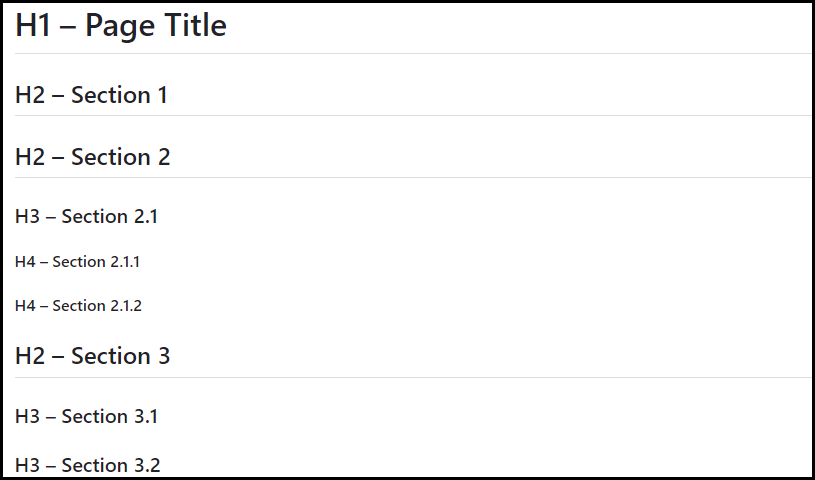 H1 – Page Title
H2 – Section 1
H2 – Section 2
H3 – Section 2.1
H4 – Section 2.1.1
H4 – Section 2.1.2
H2 – Section 3
H3 – Section 3.1
H3 – Section 3.2